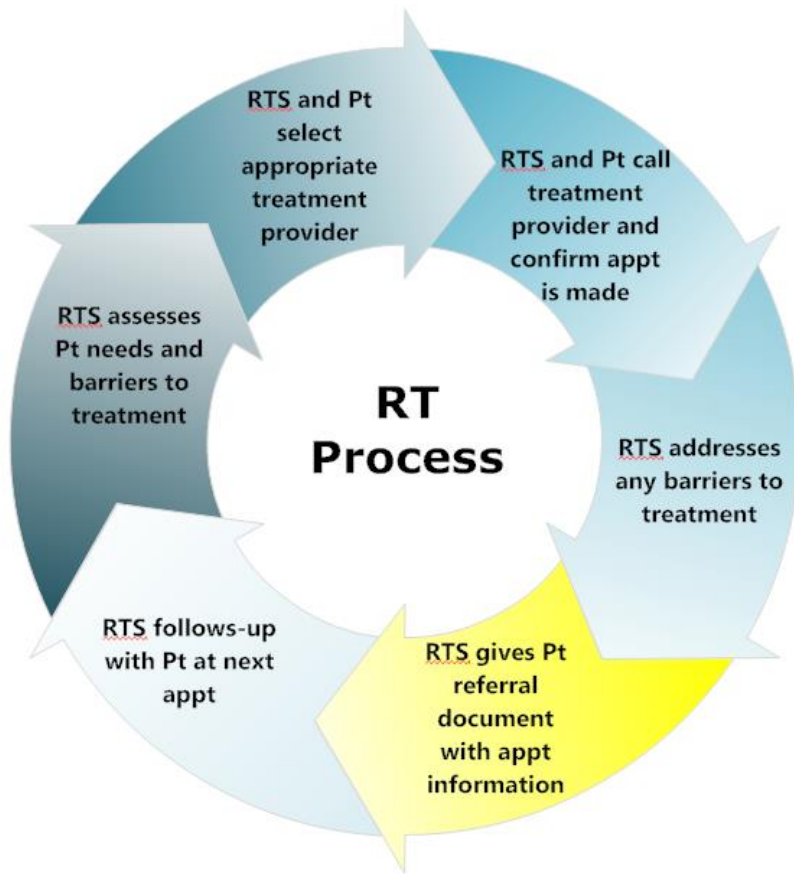 RTS and Pt
select
appropriate
treatment
provider
RTS and Pt call
treatment
provider and
confirm appt
is made
RTS addresses
any barriers to
treatment
RTS gives Pt
referral
document
with appt
information
RTS follows-up
with Pt at next
appt
RTS assesses
Pt needs and
barriers to
treatment
RT
Process